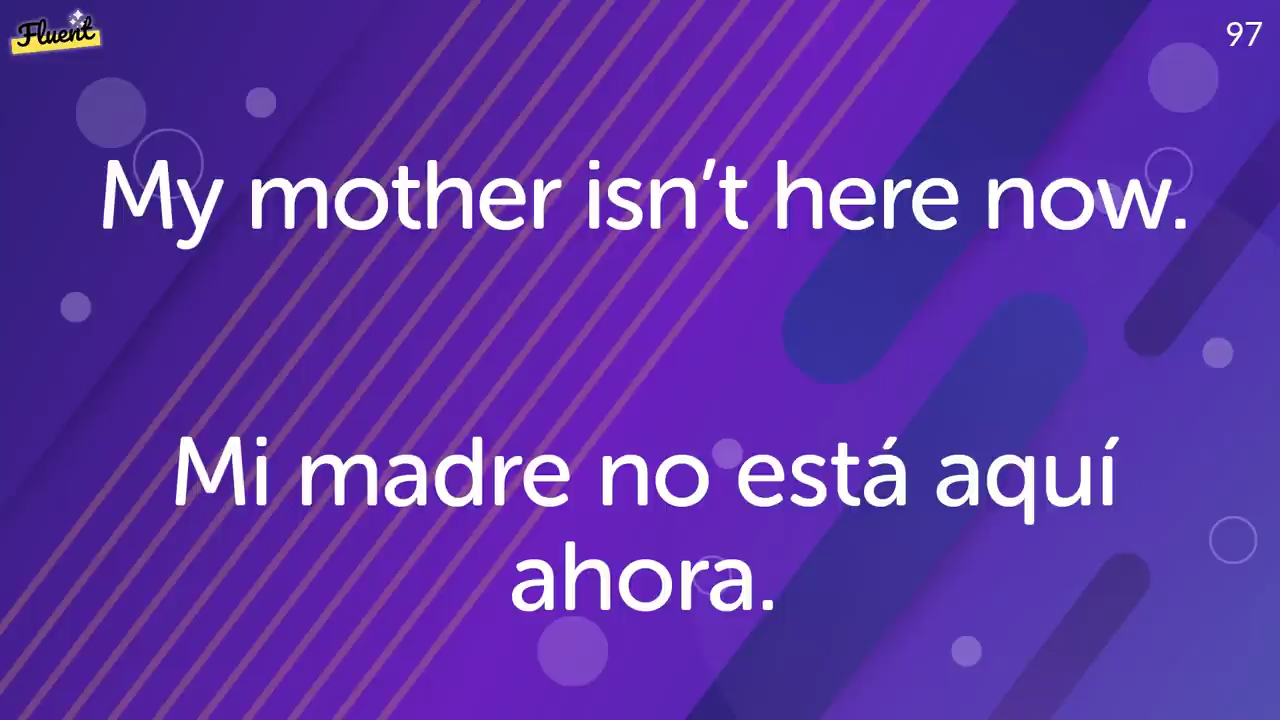 Fluent
97
My mother isn’t here now.
Mi madre no está aquí
ahora.